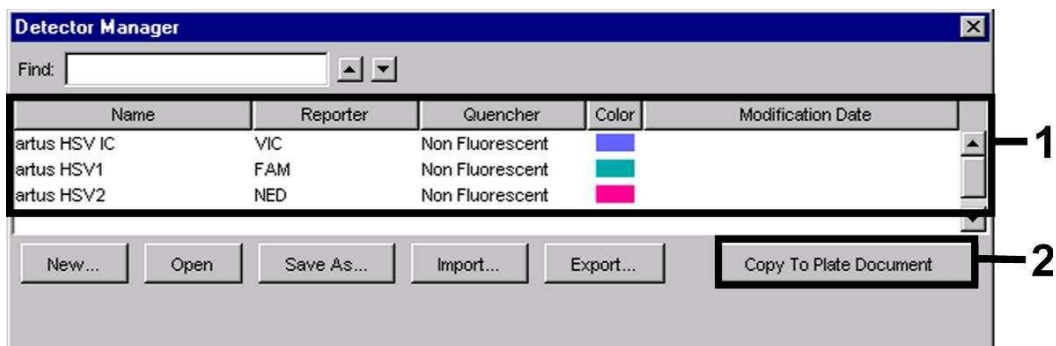 Detector Manager
Find:
Name Reporter Quencher Color Modification Date
artus HSV IC VIC Non Fluorescent
artus HSV1 FAM Non Fluorescent
artus HSV2 NED Non Fluorescent
1
New... Open Save As... Import... Export... Copy To Plate Document
2